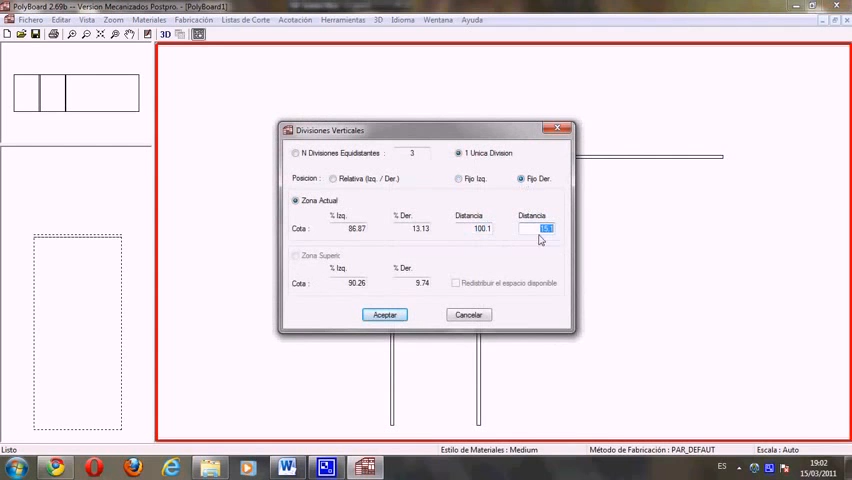 PolyBoard 2.69b -- Version Mecanizados Postpro. - [PolyBoard1]
Fichero Editar Vista Zoom Materiales Fabricación Listas de Corte Acotación Herramientas 3D Idioma Ventana Ayuda
3D
Divisiones Verticales
N Divisiones Equidistantes : 3 1 Unica Division
Posicion : Relativa (Izq. / Der.) Fijo Izq. Fijo Der.
Zona Actual
% Izq. % Der. Distancia Distancia
Cota : 86.87 13.13 100.1 15.1
Zona Superic
% Izq. % Der.
Cota : 90.26 9.74 Redistribuir el espacio disponible
Aceptar Cancelar
Listo Estilo de Materiales : Medium Método de Fabricación : PAR_DEFAUT Escala : Auto
ES 19:02
15/03/2011